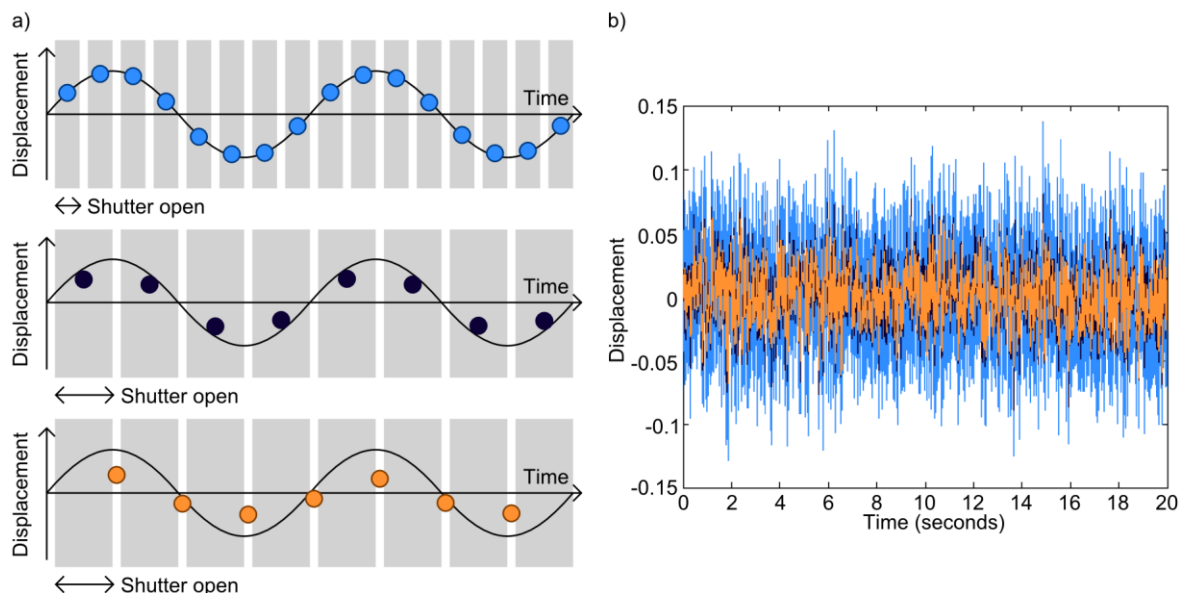 a)
Displacement
Time
Shutter open
Displacement
Time
Shutter open
Displacement
Time
Shutter open
b)
Displacement
0.15
0.1
0.05
0
-0.05
-0.1
-0.15
0 2 4 6 8 10 12 14 16 18 20
Time (seconds)